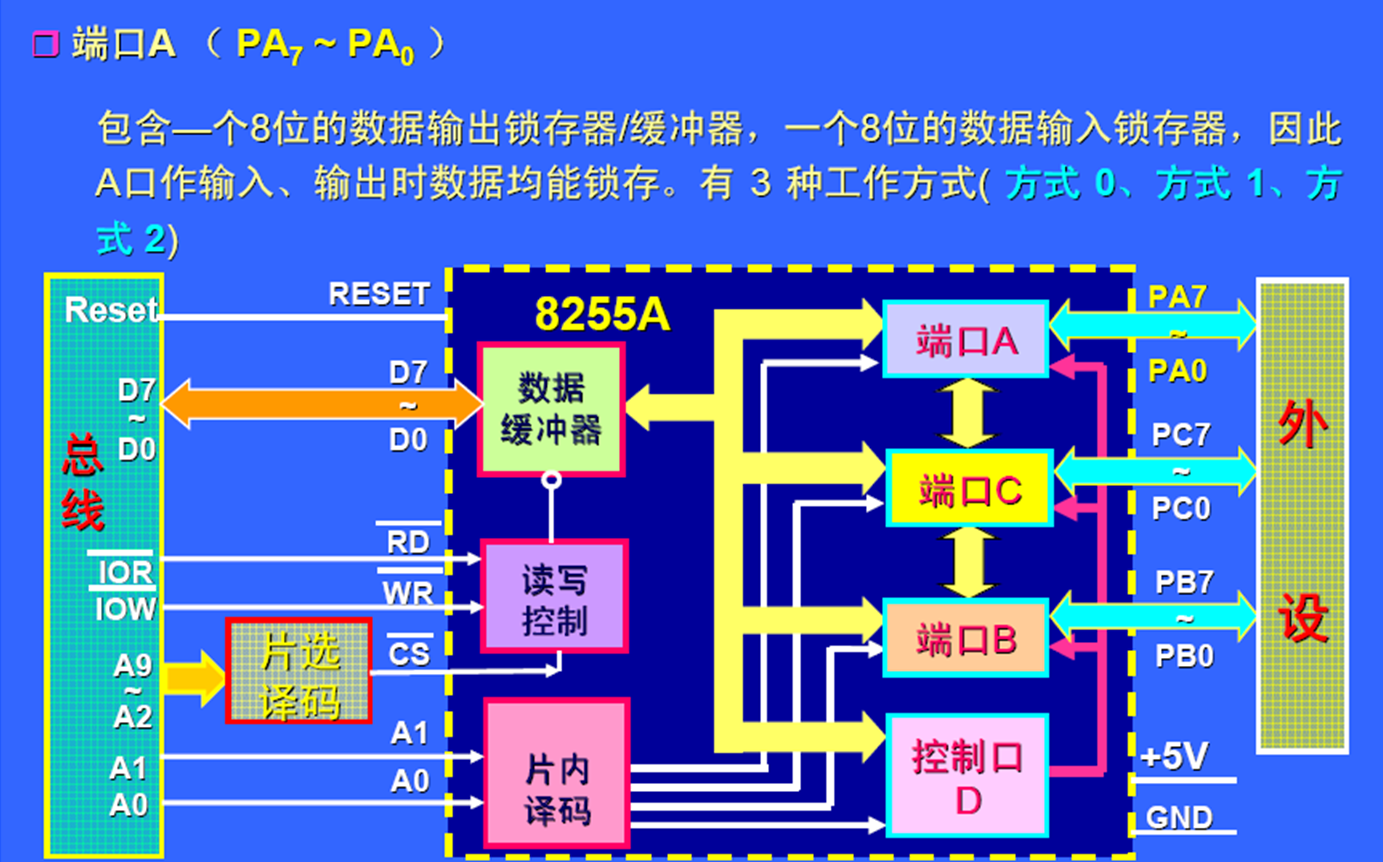 端口A （ PA7 ~ PA0 ）
包含—个8位的数据输出锁存器/缓冲器，一个8位的数据输入锁存器，因此
A口作输入、输出时数据均能锁存。有 3 种工作方式( 方式 0、方式 1、方
式 2)
Reset
D7
~
D0
总
线
IOR
IOW
A9
~
A2
A1
A0
片选
译码
RESET
D7
~
D0
RD
WR
CS
A1
A0
8255A
数据
缓冲器
读写
控制
片内
译码
端口A
端口C
端口B
控制口
D
PA7
~
PA0
PC7
~
PC0
PB7
~
PB0
+5V
GND
外
设